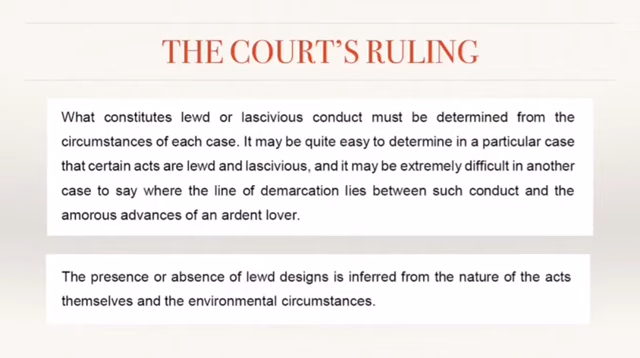 THE COURT'S RULING
What constitutes lewd or lascivious conduct must be determined from the
circumstances of each case. It may be quite easy to determine in a particular case
that certain acts are lewd and lascivious, and it may be extremely difficult in another
case to say where the line of demarcation lies between such conduct and the
amorous advances of an ardent lover.
The presence or absence of lewd designs is inferred from the nature of the acts
themselves and the environmental circumstances.